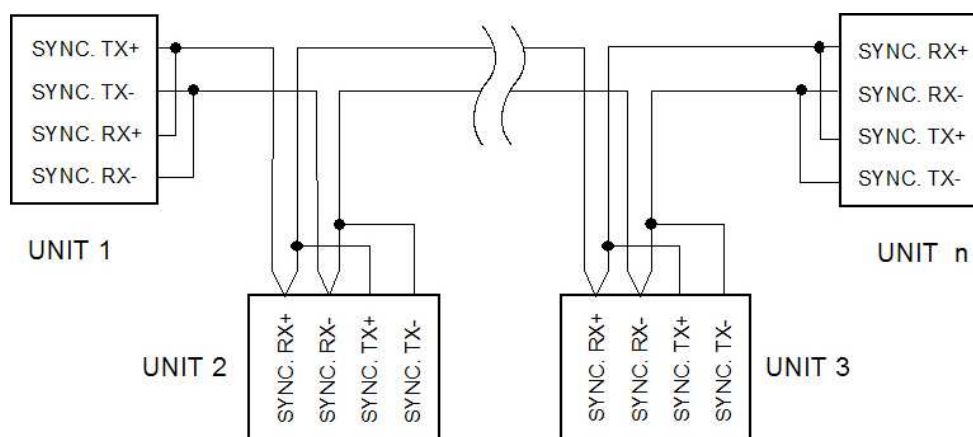 SYNC. TX+
SYNC. TX-
SYNC. RX+
SYNC. RX-
UNIT 1
SYNC. RX+
SYNC. RX-
SYNC. TX+
SYNC. TX-
UNIT 2
SYNC. RX+
SYNC. RX-
SYNC. TX+
SYNC. TX-
UNIT 3
SYNC. RX+
SYNC. RX-
SYNC. TX+
SYNC. TX-
UNIT n